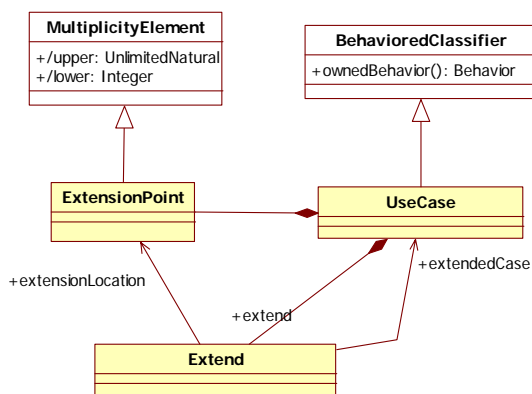 MultiplicityElement
+/upper: UnlimitedNatural
+/lower: Integer
BehavioredClassifier
+ownedBehavior(): Behavior
ExtensionPoint
UseCase
+extensionLocation
+extend
+extendedCase
Extend